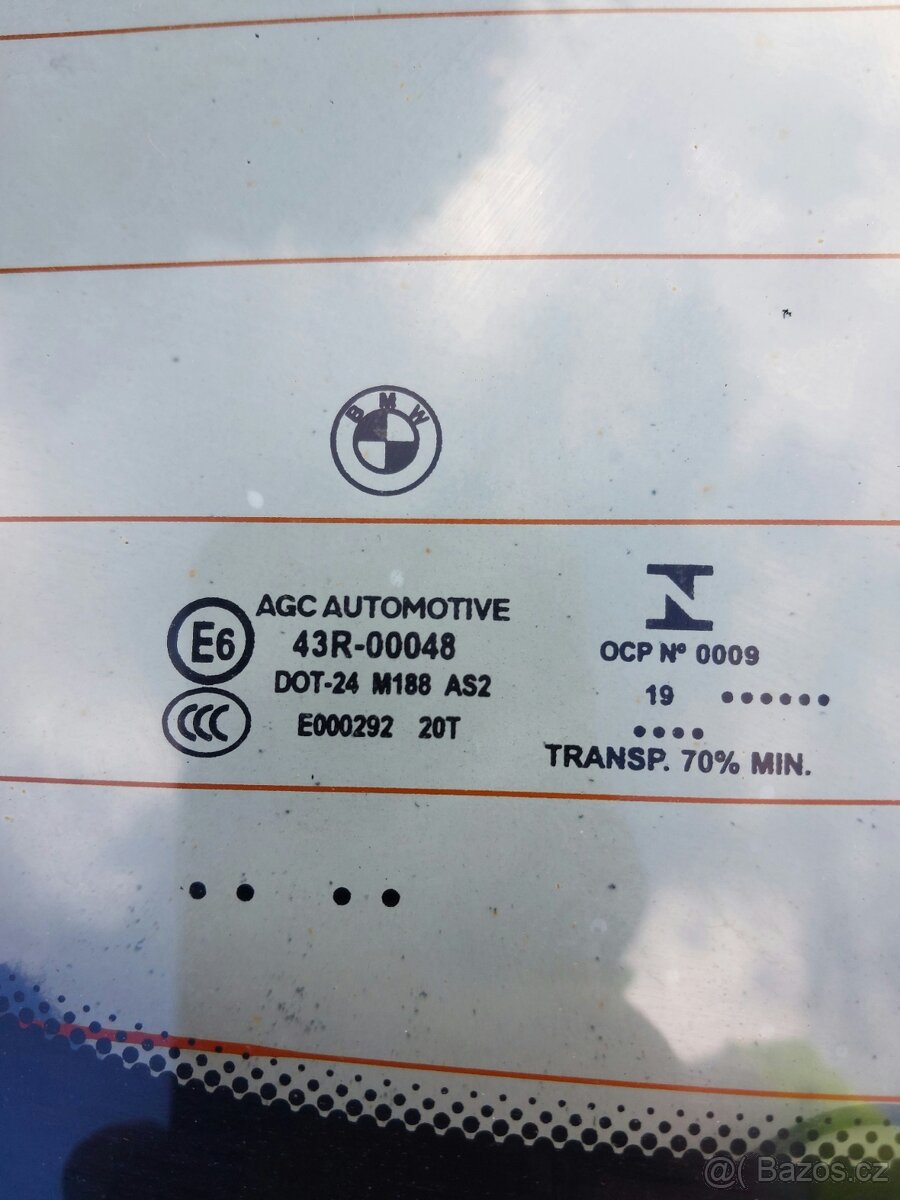 BMW
E6
AGC AUTOMOTIVE
43R-00048
DOT-24 M188 AS2
CCC
E000292 20T
OCP Nº 0009
19 ••••••
••••
TRANSP. 70% MIN.
@ Bazos.cz